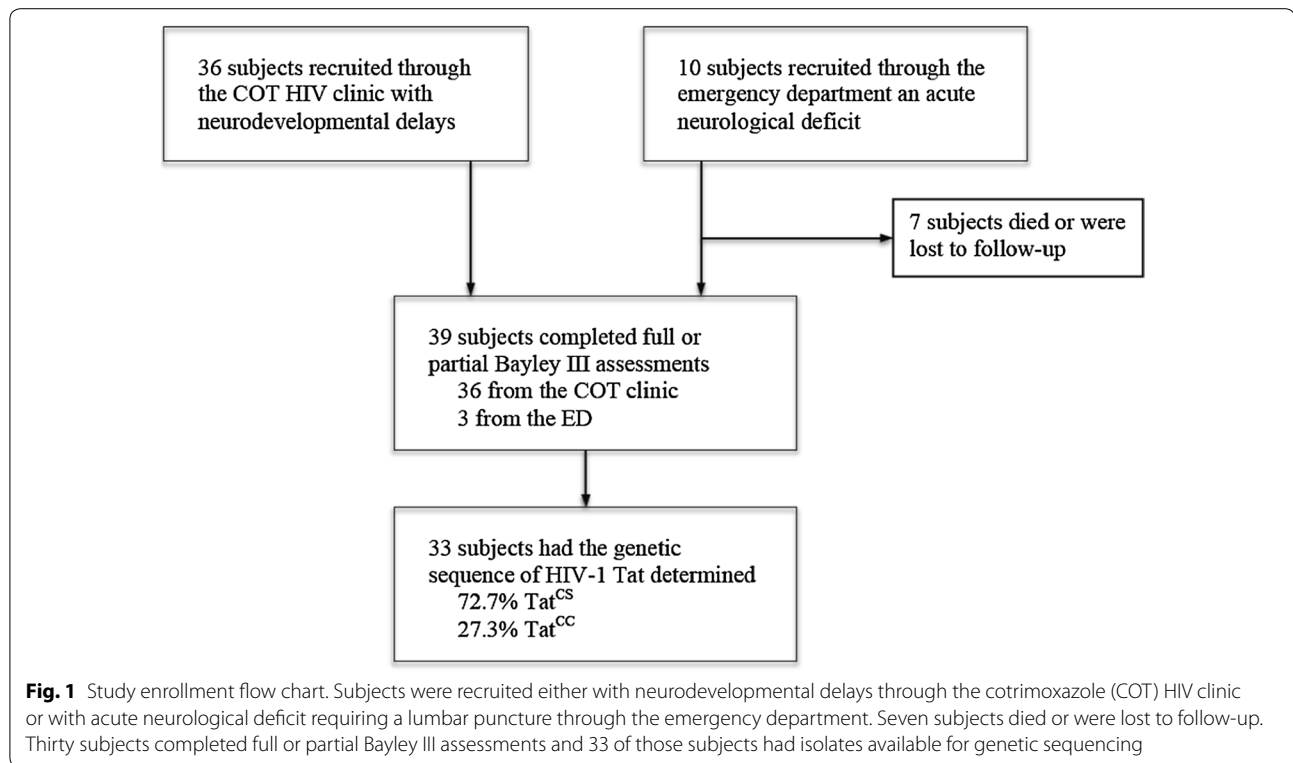 36 subjects recruited through
the COT HIV clinic with
neurodevelopmental delays
10 subjects recruited through the
emergency department an acute
neurological deficit
7 subjects died or were
lost to follow-up
39 subjects completed full or
partial Bayley III assessments
36 from the COT clinic
3 from the ED
33 subjects had the genetic
sequence of HIV-1 Tat determined
72.7% Tat^CS
27.3% Tat^CC
Fig. 1 Study enrollment flow chart. Subjects were recruited either with neurodevelopmental delays through the cotrimoxazole (COT) HIV clinic
or with acute neurological deficit requiring a lumbar puncture through the emergency department. Seven subjects died or were lost to follow-up.
Thirty subjects completed full or partial Bayley III assessments and 33 of those subjects had isolates available for genetic sequencing